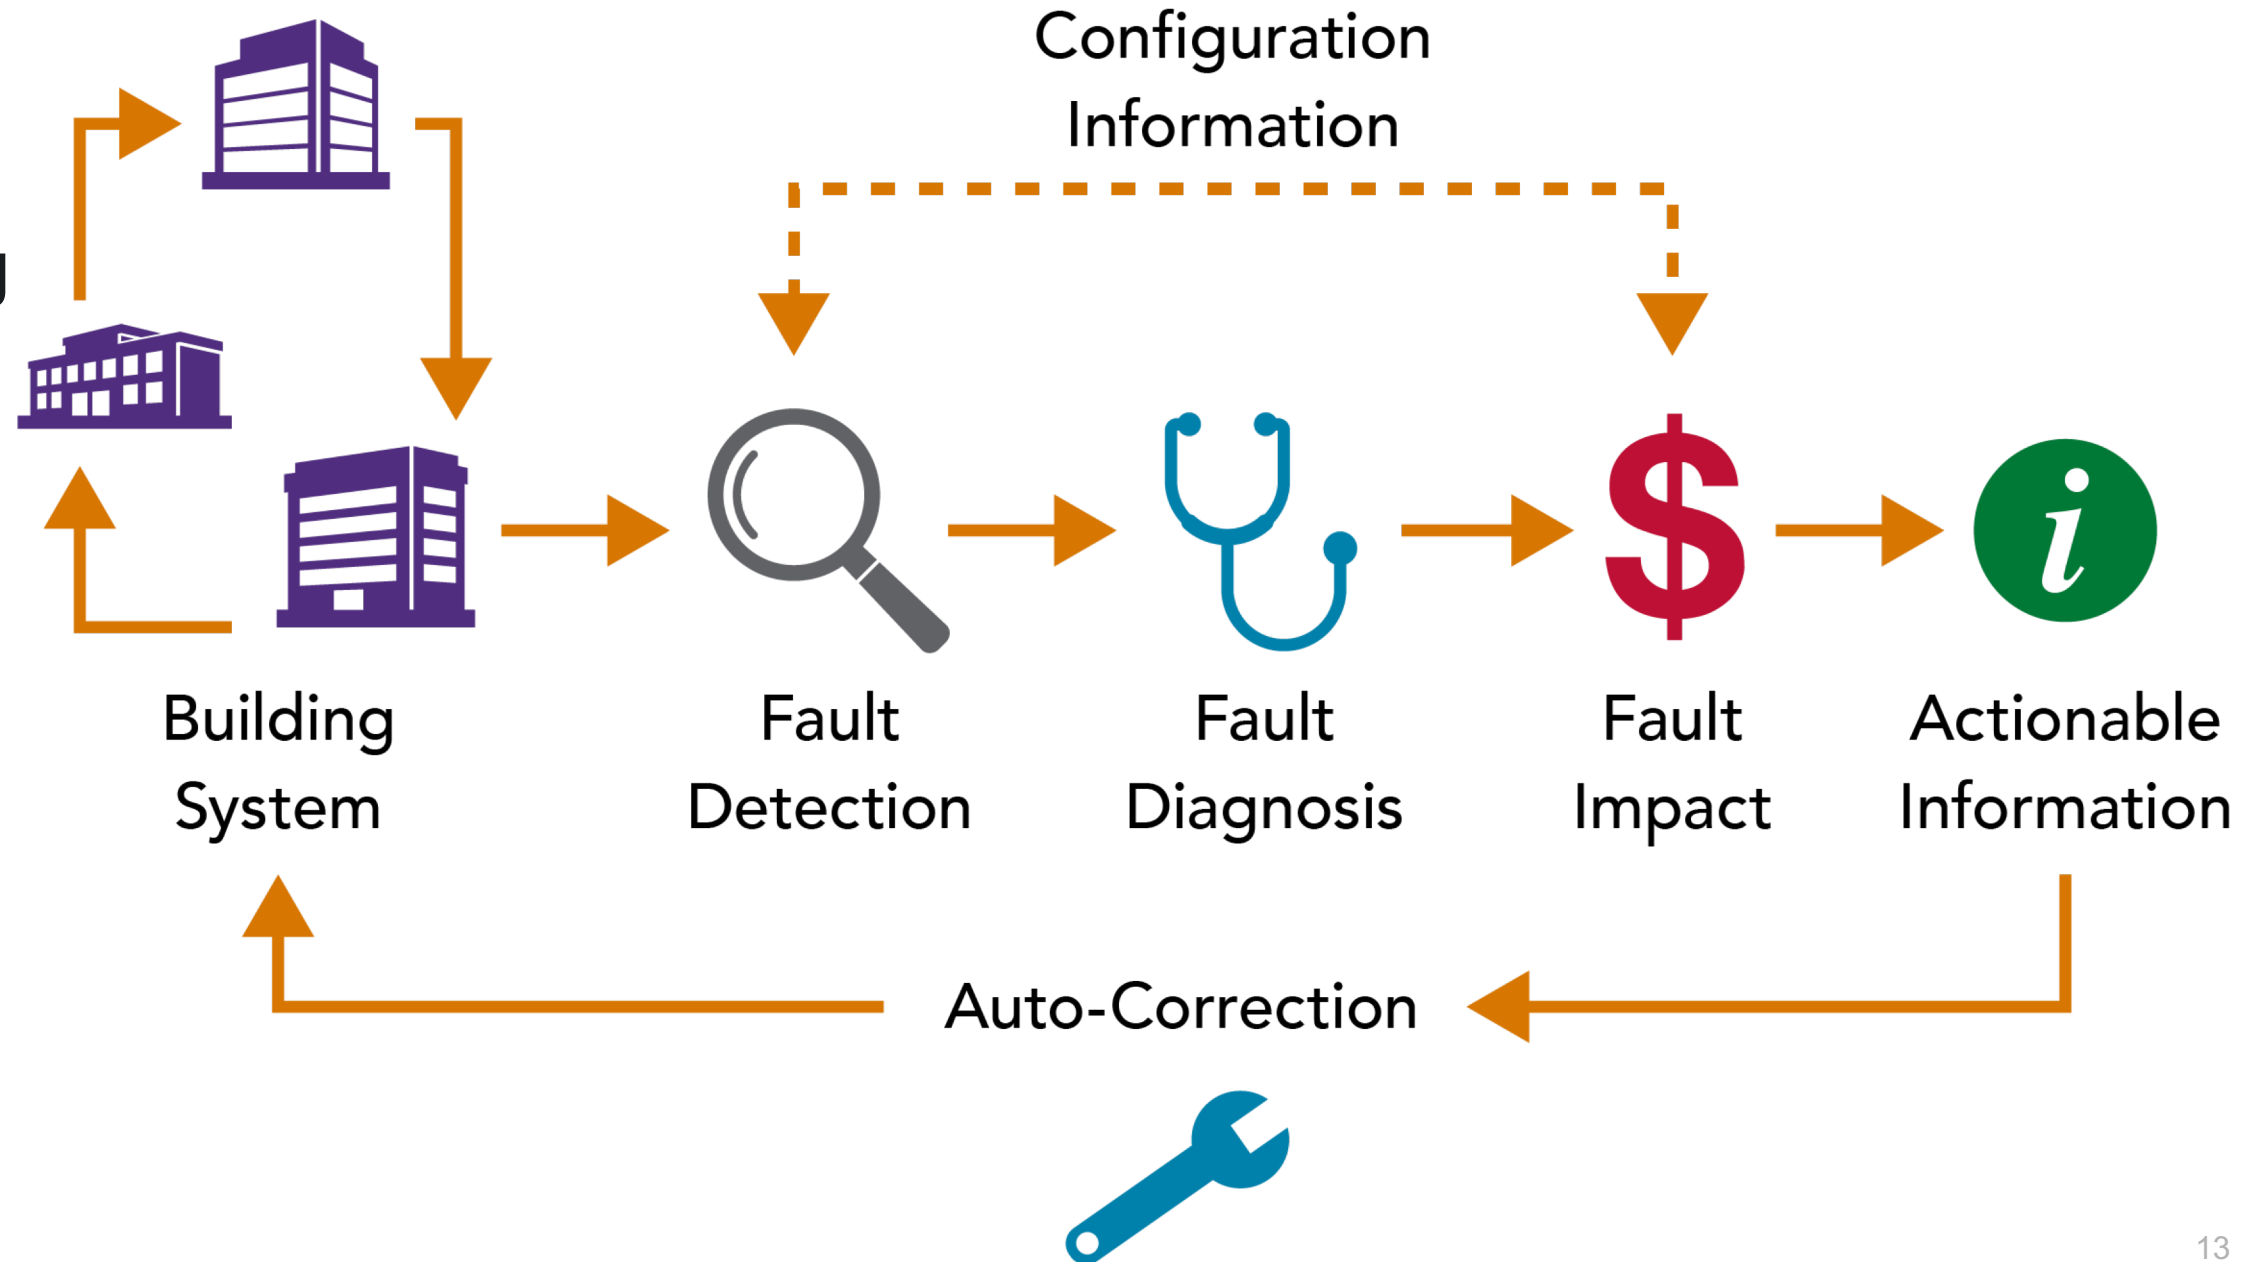 Configuration
Information
Building
System
Fault
Detection
Fault
Diagnosis
Fault
Impact
Actionable
Information
Auto-Correction
13